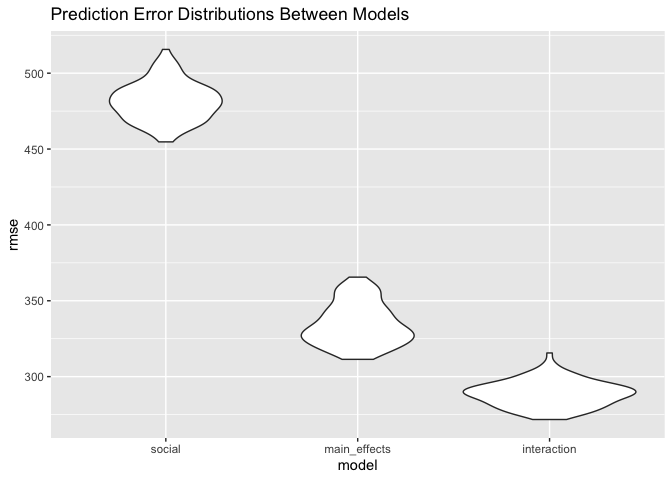 Prediction Error Distributions Between Models
500
450
400
350
300
rmse
social
main_effects
interaction
model